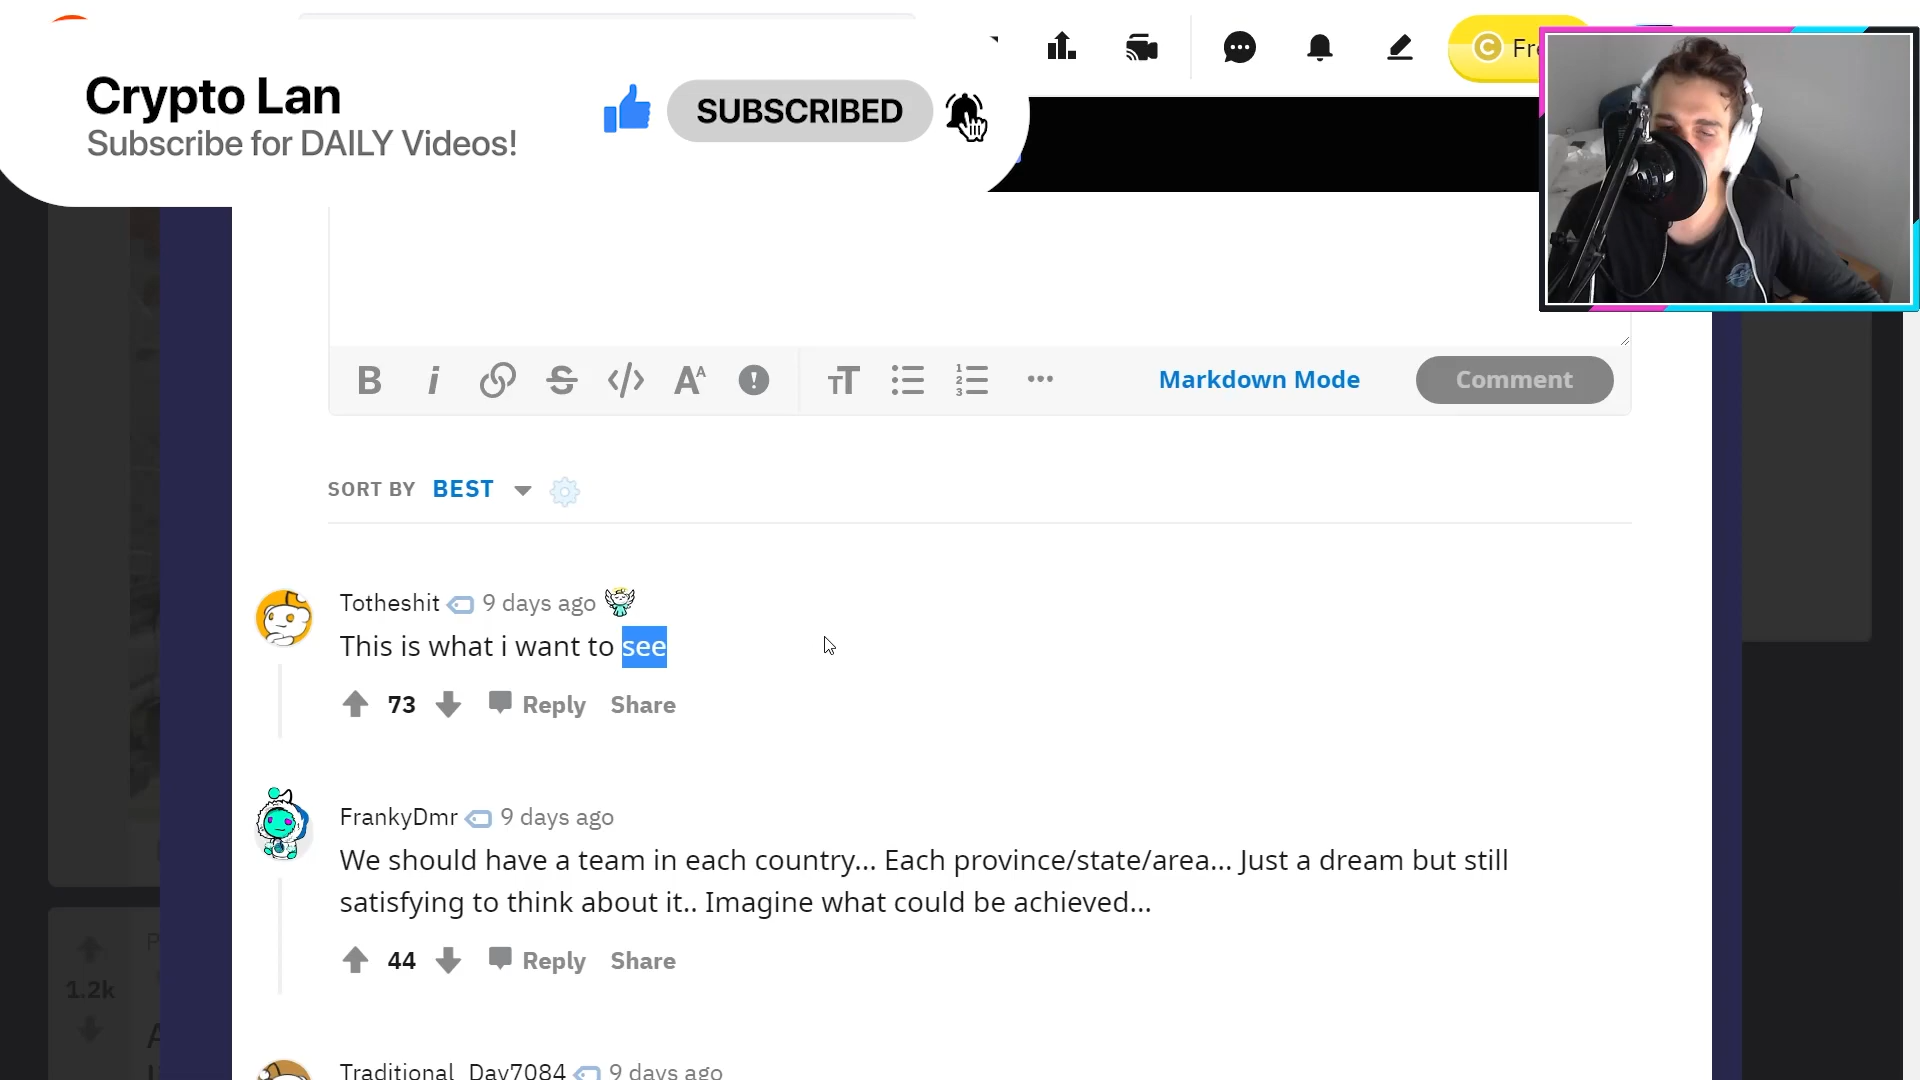 Crypto Lan
Subscribe for DAILY Videos!
SUBSCRIBED
Markdown Mode
Comment
SORT BY BEST
Totheshit 9 days ago
This is what i want to see
73 Reply Share
FrankyDmr 9 days ago
We should have a team in each country... Each province/state/area... Just a dream but still
satisfying to think about it.. Imagine what could be achieved...
44 Reply Share
1.2k
Traditional_Day7084 9 days ago